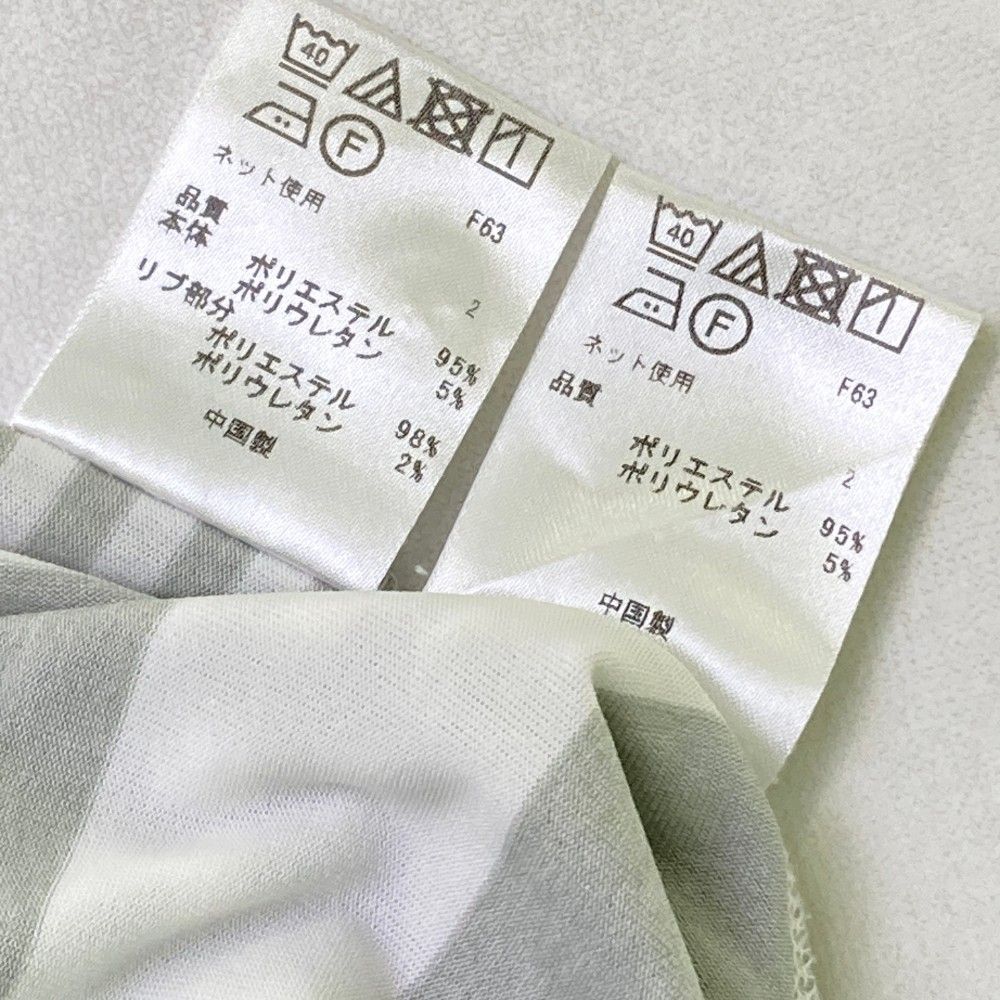 40
F
ネット使用
F63
品質
2
本体
ポリエステル 95%
ポリウレタン 5%
リブ部分
ポリエステル 98%
ポリウレタン 2%
中国製
40
F
ネット使用
F63
品質
2
ポリエステル 95%
ポリウレタン 5%
中国製